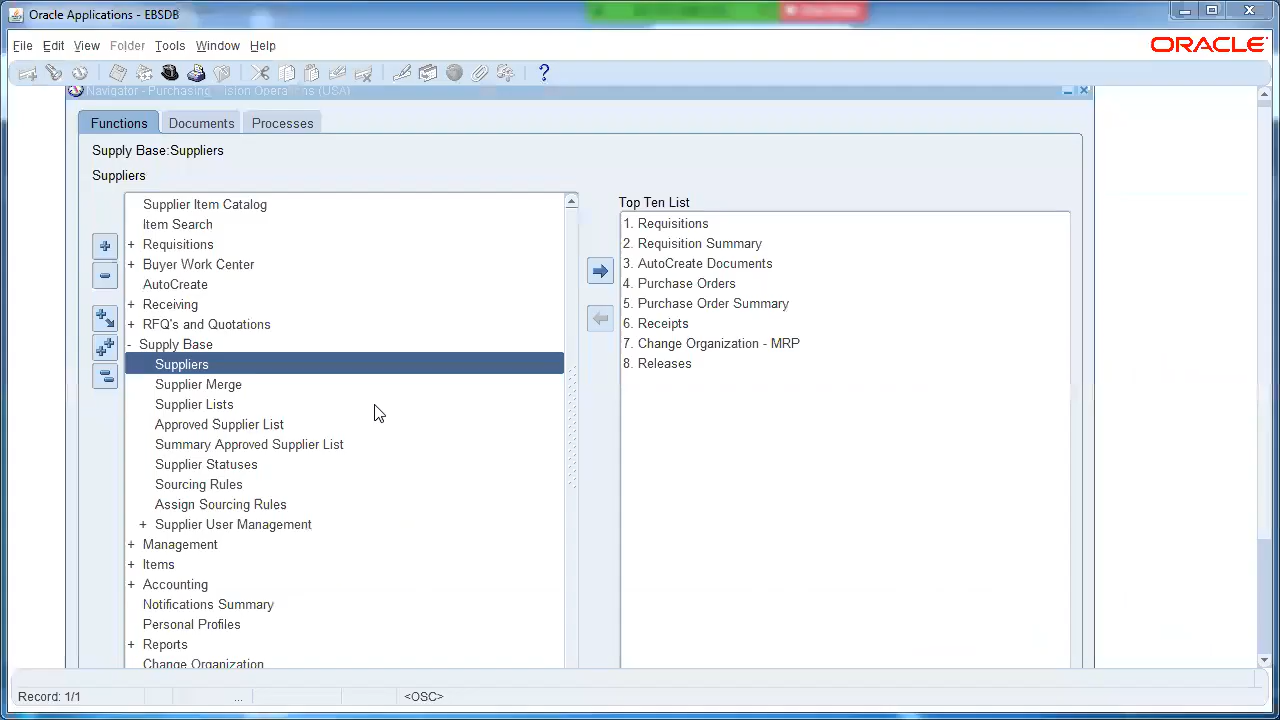 Oracle Applications - EBSDB
File Edit View Folder Tools Window Help
ORACLE
Navigator - Purchasing, Vision Operations (USA)
Functions Documents Processes
Supply Base:Suppliers
Suppliers
Supplier Item Catalog
Item Search
+ Requisitions
+ Buyer Work Center
AutoCreate
+ Receiving
+ RFQ's and Quotations
- Supply Base
Suppliers
Supplier Merge
Supplier Lists
Approved Supplier List
Summary Approved Supplier List
Supplier Statuses
Sourcing Rules
Assign Sourcing Rules
+ Supplier User Management
+ Management
+ Items
+ Accounting
Notifications Summary
Personal Profiles
+ Reports
Change Organization
Top Ten List
1. Requisitions
2. Requisition Summary
3. AutoCreate Documents
4. Purchase Orders
5. Purchase Order Summary
6. Receipts
7. Change Organization - MRP
8. Releases
Record: 1/1 ... <OSC>